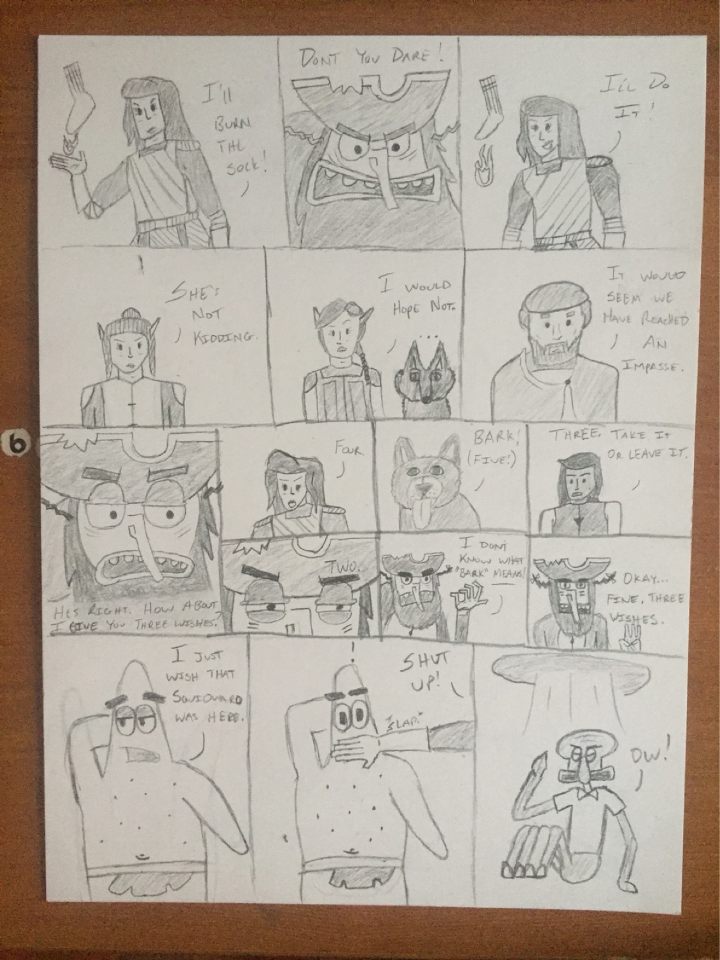 I'll
BURN
THE
SOCK!
DONT YOU DARE!
I'LL DO
IT!
SHE'S
NOT
KIDDING.
I WOULD
HOPE NOT.
...
IT WOULD
SEEM WE
HAVE REACHED
AN
IMPASSE.
6
HES RIGHT. HOW ABOUT
I GIVE YOU THREE WISHES.
FOUR
BARK!
(FIVE!)
THREE. TAKE IT
OR LEAVE IT.
TWO.
I DONT
KNOW WHAT
"BARK" MEANS!
OKAY...
FINE, THREE
WISHES.
I JUST
WISH THAT
SQUIDWARD
WAS HERE.
SHUT
UP!
*SLAP*
OW!